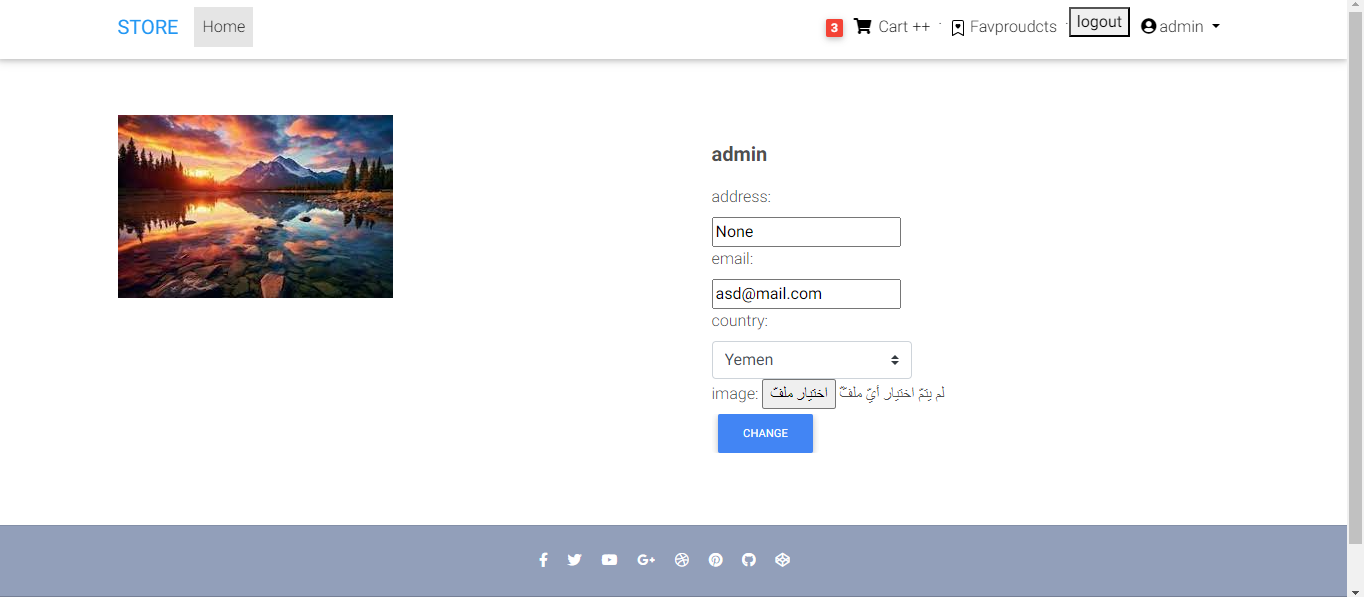 STORE Home 3 Cart ++ Favproudcts logout admin
admin
address:
None
email:
asd@mail.com
country:
Yemen
image: اختيار ملفّ لم يتمّ اختيار أيّ ملفّ
CHANGE